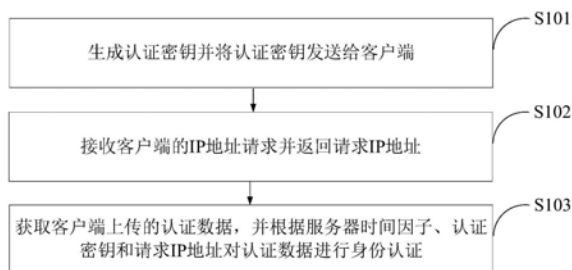 S101
生成认证密钥并将认证密钥发送给客户端
S102
接收客户端的IP地址请求并返回请求IP地址
S103
获取客户端上传的认证数据，并根据服务器时间因子、认证
密钥和请求IP地址对认证数据进行身份认证